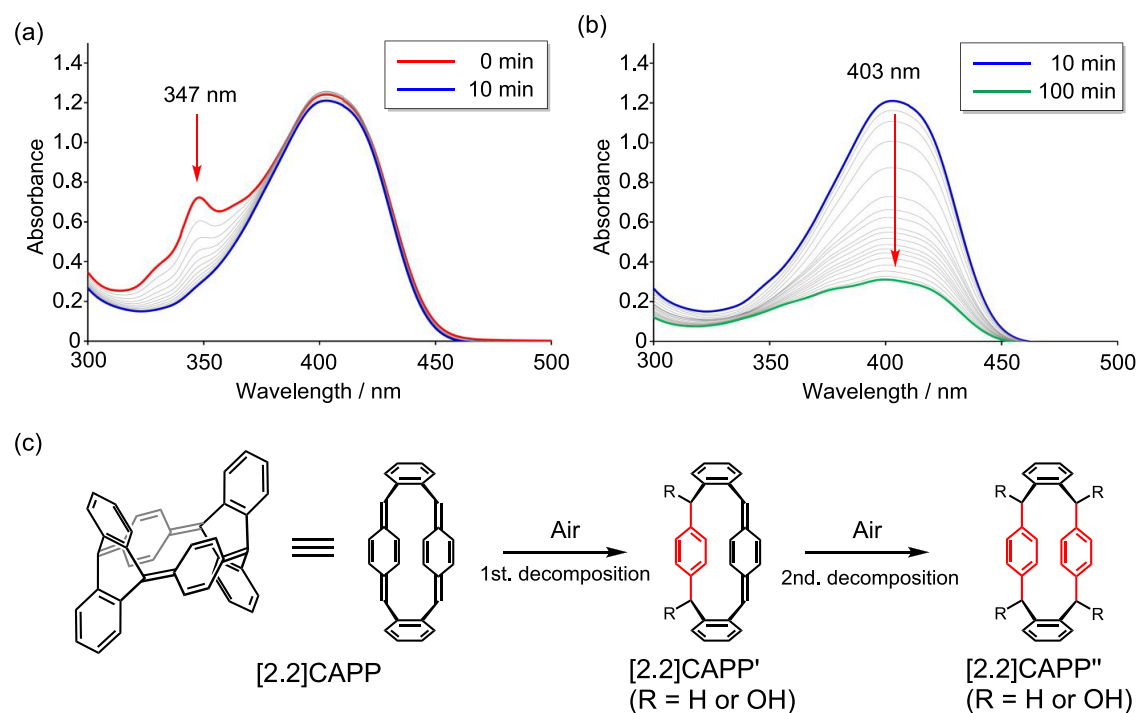 (a)
0 min
10 min
347 nm
1.4
1.2
1.0
0.8
0.6
0.4
0.2
0
Absorbance
300
350
400
450
500
Wavelength / nm
(b)
10 min
100 min
403 nm
1.4
1.2
1.0
0.8
0.6
0.4
0.2
0
Absorbance
300
350
400
450
500
Wavelength / nm
(c)
[2.2]CAPP
Air
1st. decomposition
R
R
[2.2]CAPP'
(R = H or OH)
Air
2nd. decomposition
R
R
R
R
[2.2]CAPP"
(R = H or OH)